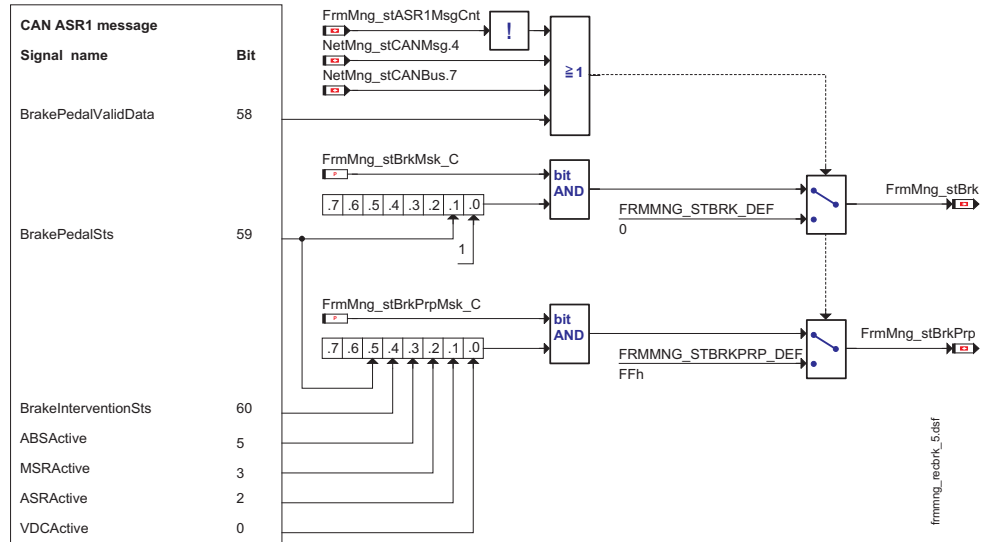 CAN ASR1 message
Signal name Bit
BrakePedalValidData 58
BrakePedalSts 59
BrakeInterventionSts 60
ABSActive 5
MSRActive 3
ASRActive 2
VDCActive 0
FrmMng_stASR1MsgCnt
!
NetMng_stCANMsg.4
NetMng_stCANBus.7
≧1
FrmMng_stBrkMsk_C
P
bit
AND
.7 .6 .5 .4 .3 .2 .1 .0
1
FRMMNG_STBRK_DEF
0
FrmMng_stBrk
FrmMng_stBrkPrpMsk_C
P
bit
AND
.7 .6 .5 .4 .3 .2 .1 .0
FRMMNG_STBRKPRP_DEF
FFh
FrmMng_stBrkPrp
frmmng_recbrk_5.dsf